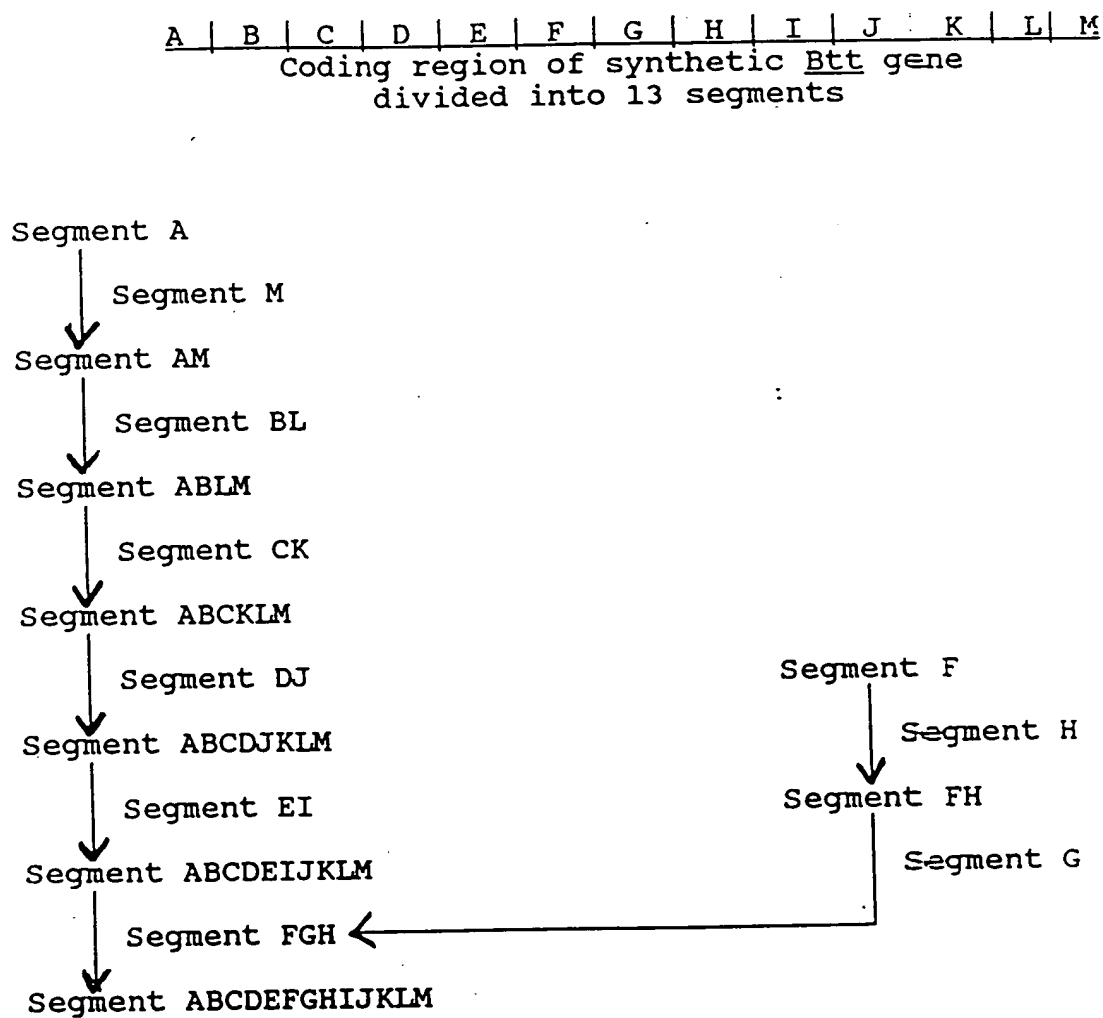 A | B | C | D | E | F | G | H | I | J K | L | M
Coding region of synthetic Btt gene
divided into 13 segments
Segment A
Segment M
Segment AM
Segment BL
Segment ABLM
Segment CK
Segment ABCKLM
Segment DJ
Segment ABCDJKLM
Segment EI
Segment ABCDEIJKLM
Segment FGH
Segment ABCDEFGHIJKLM
Segment F
Segment H
Segment FH
Segment G